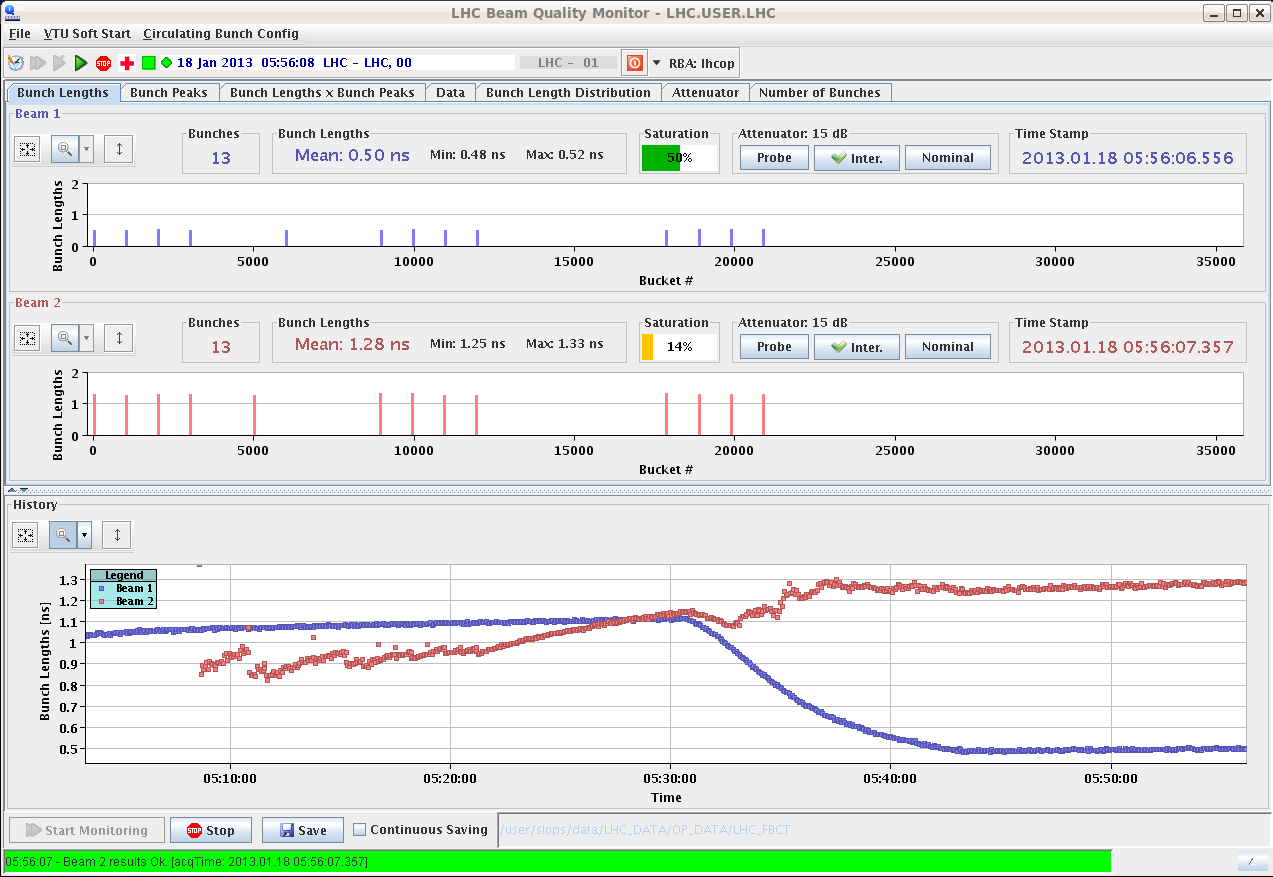 LHC Beam Quality Monitor - LHC.USER.LHC
File VTU Soft Start Circulating Bunch Config
STOP 18 Jan 2013 05:56:08 LHC - LHC, 00 LHC - 01 RBA: lhcop
Bunch Lengths Bunch Peaks Bunch Lengths x Bunch Peaks Data Bunch Length Distribution Attenuator Number of Bunches
Beam 1
Bunches Bunch Lengths Saturation Attenuator: 15 dB Time Stamp
13 Mean: 0.50 ns Min: 0.48 ns Max: 0.52 ns 50% Probe Inter. Nominal 2013.01.18 05:56:06.556
Bunch Lengths
2
1
0
0 5000 10000 15000 20000 25000 30000 35000
Bucket #
Beam 2
Bunches Bunch Lengths Saturation Attenuator: 15 dB Time Stamp
13 Mean: 1.28 ns Min: 1.25 ns Max: 1.33 ns 14% Probe Inter. Nominal 2013.01.18 05:56:07.357
Bunch Lengths
2
1
0
0 5000 10000 15000 20000 25000 30000 35000
Bucket #
History
Legend
Beam 1
Beam 2
Bunch Lengths [ns]
1.3
1.2
1.1
1
0.9
0.8
0.7
0.6
0.5
05:10:00 05:20:00 05:30:00 05:40:00 05:50:00
Time
Start Monitoring STOP Stop Save Continuous Saving /user/slops/data/LHC_DATA/OP_DATA/LHC_FBCT
05:56:07 - Beam 2 results Ok. [acqTime: 2013.01.18 05:56:07.357]